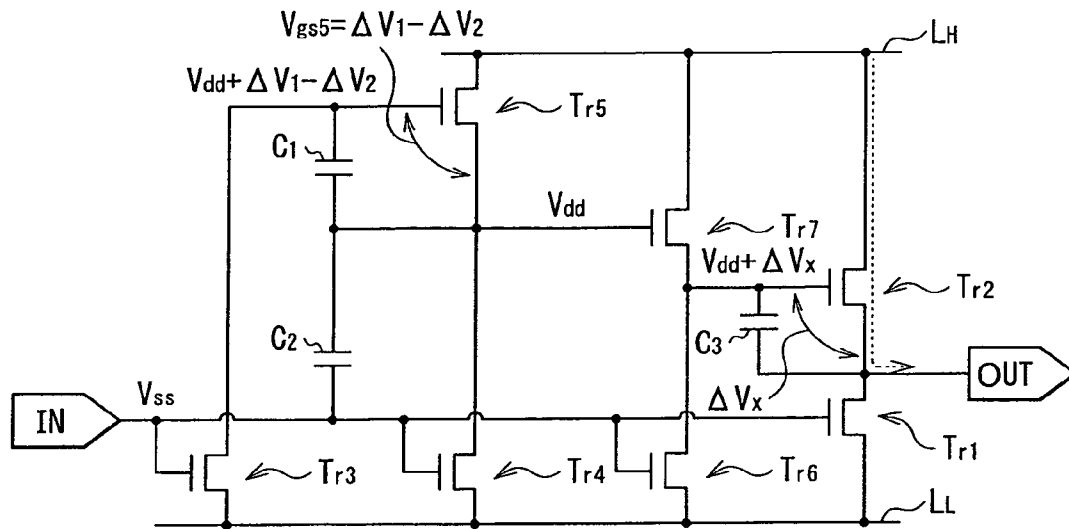 Vgs5=ΔV1−ΔV2
LH
Vdd+ΔV1−ΔV2
Tr5
C1
Vdd
Tr7
Vdd+ΔVx
Tr2
C2
C3
OUT
Vss
ΔVx
IN
Tr3
Tr4
Tr6
Tr1
LL